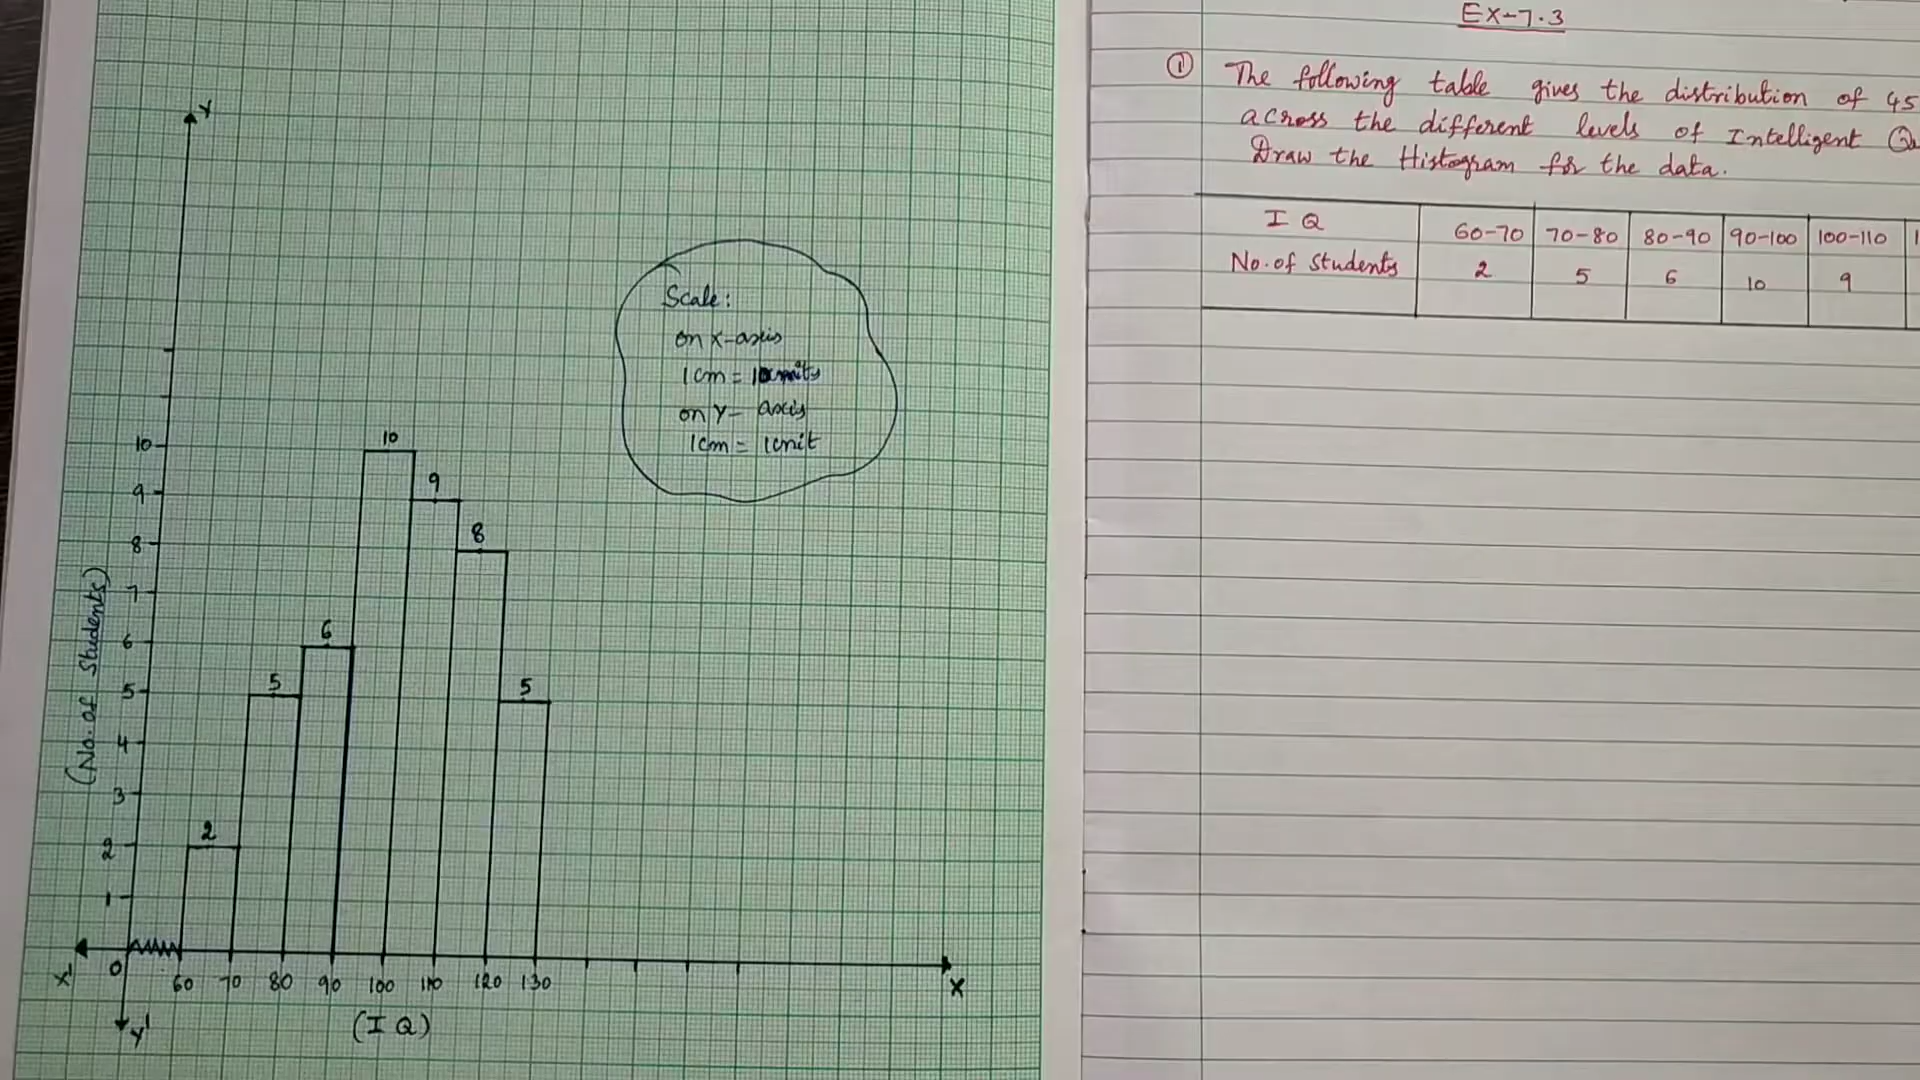 Y
10
9
8
7
6
5
4
3
2
1
(No. of Students)
2
5
6
10
9
8
5
X'
0
60 70 80 90 100 110 120 130
X
Y'
(I Q)
Scale:
on X-axis
1cm = 10units
on Y- axis
1cm = 1unit
EX-7.3
① The following table gives the distribution of 45
across the different levels of Intelligent
Draw the Histogram for the data.
I Q 60-70 70-80 80-90 90-100 100-110
No. of Students 2 5 6 10 9